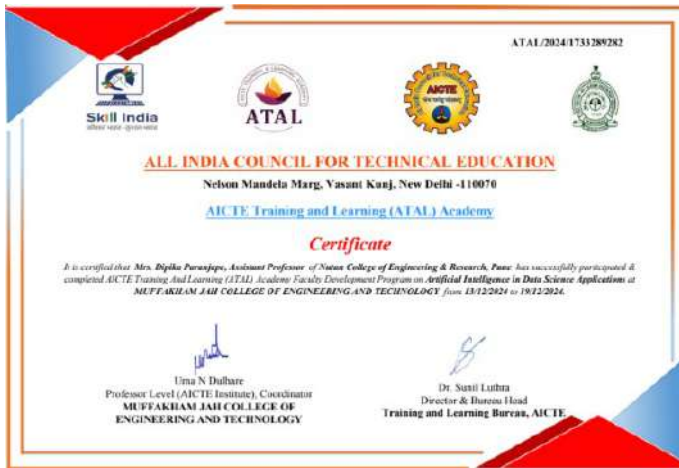 ATAL/2024/1733289282
Skill India
कौशल भारत - कुशल भारत
ATAL
AICTE
ALL INDIA COUNCIL FOR TECHNICAL EDUCATION
Nelson Mandela Marg, Vasant Kunj, New Delhi -110070
AICTE Training and Learning (ATAL) Academy
Certificate
It is certified that Mrs. Dipika Paranjape, Assistant Professor of Nutan College of Engineering & Research, Pune has successfully participated &
completed AICTE Training And Learning (ATAL) Academy Faculty Development Program on Artificial Intelligence in Data Science Applications at
MUFFAKHAM JAH COLLEGE OF ENGINEERING AND TECHNOLOGY from 13/12/2024 to 19/12/2024.
Uma N Dulhare
Professor Level (AICTE Institute), Coordinator
MUFFAKHAM JAH COLLEGE OF
ENGINEERING AND TECHNOLOGY
Dr. Sunil Luthra
Director & Bureau Head
Training and Learning Bureau, AICTE